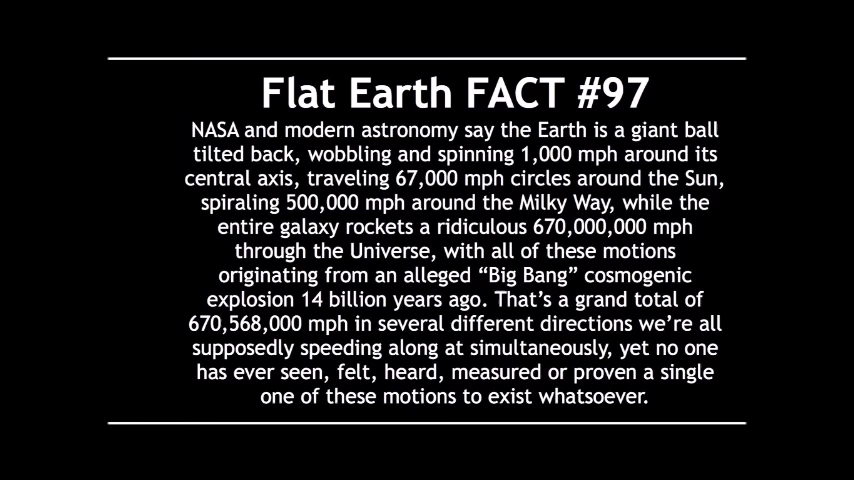 Flat Earth FACT #97
NASA and modern astronomy say the Earth is a giant ball
tilted back, wobbling and spinning 1,000 mph around its
central axis, traveling 67,000 mph circles around the Sun,
spiraling 500,000 mph around the Milky Way, while the
entire galaxy rockets a ridiculous 670,000,000 mph
through the Universe, with all of these motions
originating from an alleged “Big Bang” cosmogenic
explosion 14 billion years ago. That’s a grand total of
670,568,000 mph in several different directions we’re all
supposedly speeding along at simultaneously, yet no one
has ever seen, felt, heard, measured or proven a single
one of these motions to exist whatsoever.